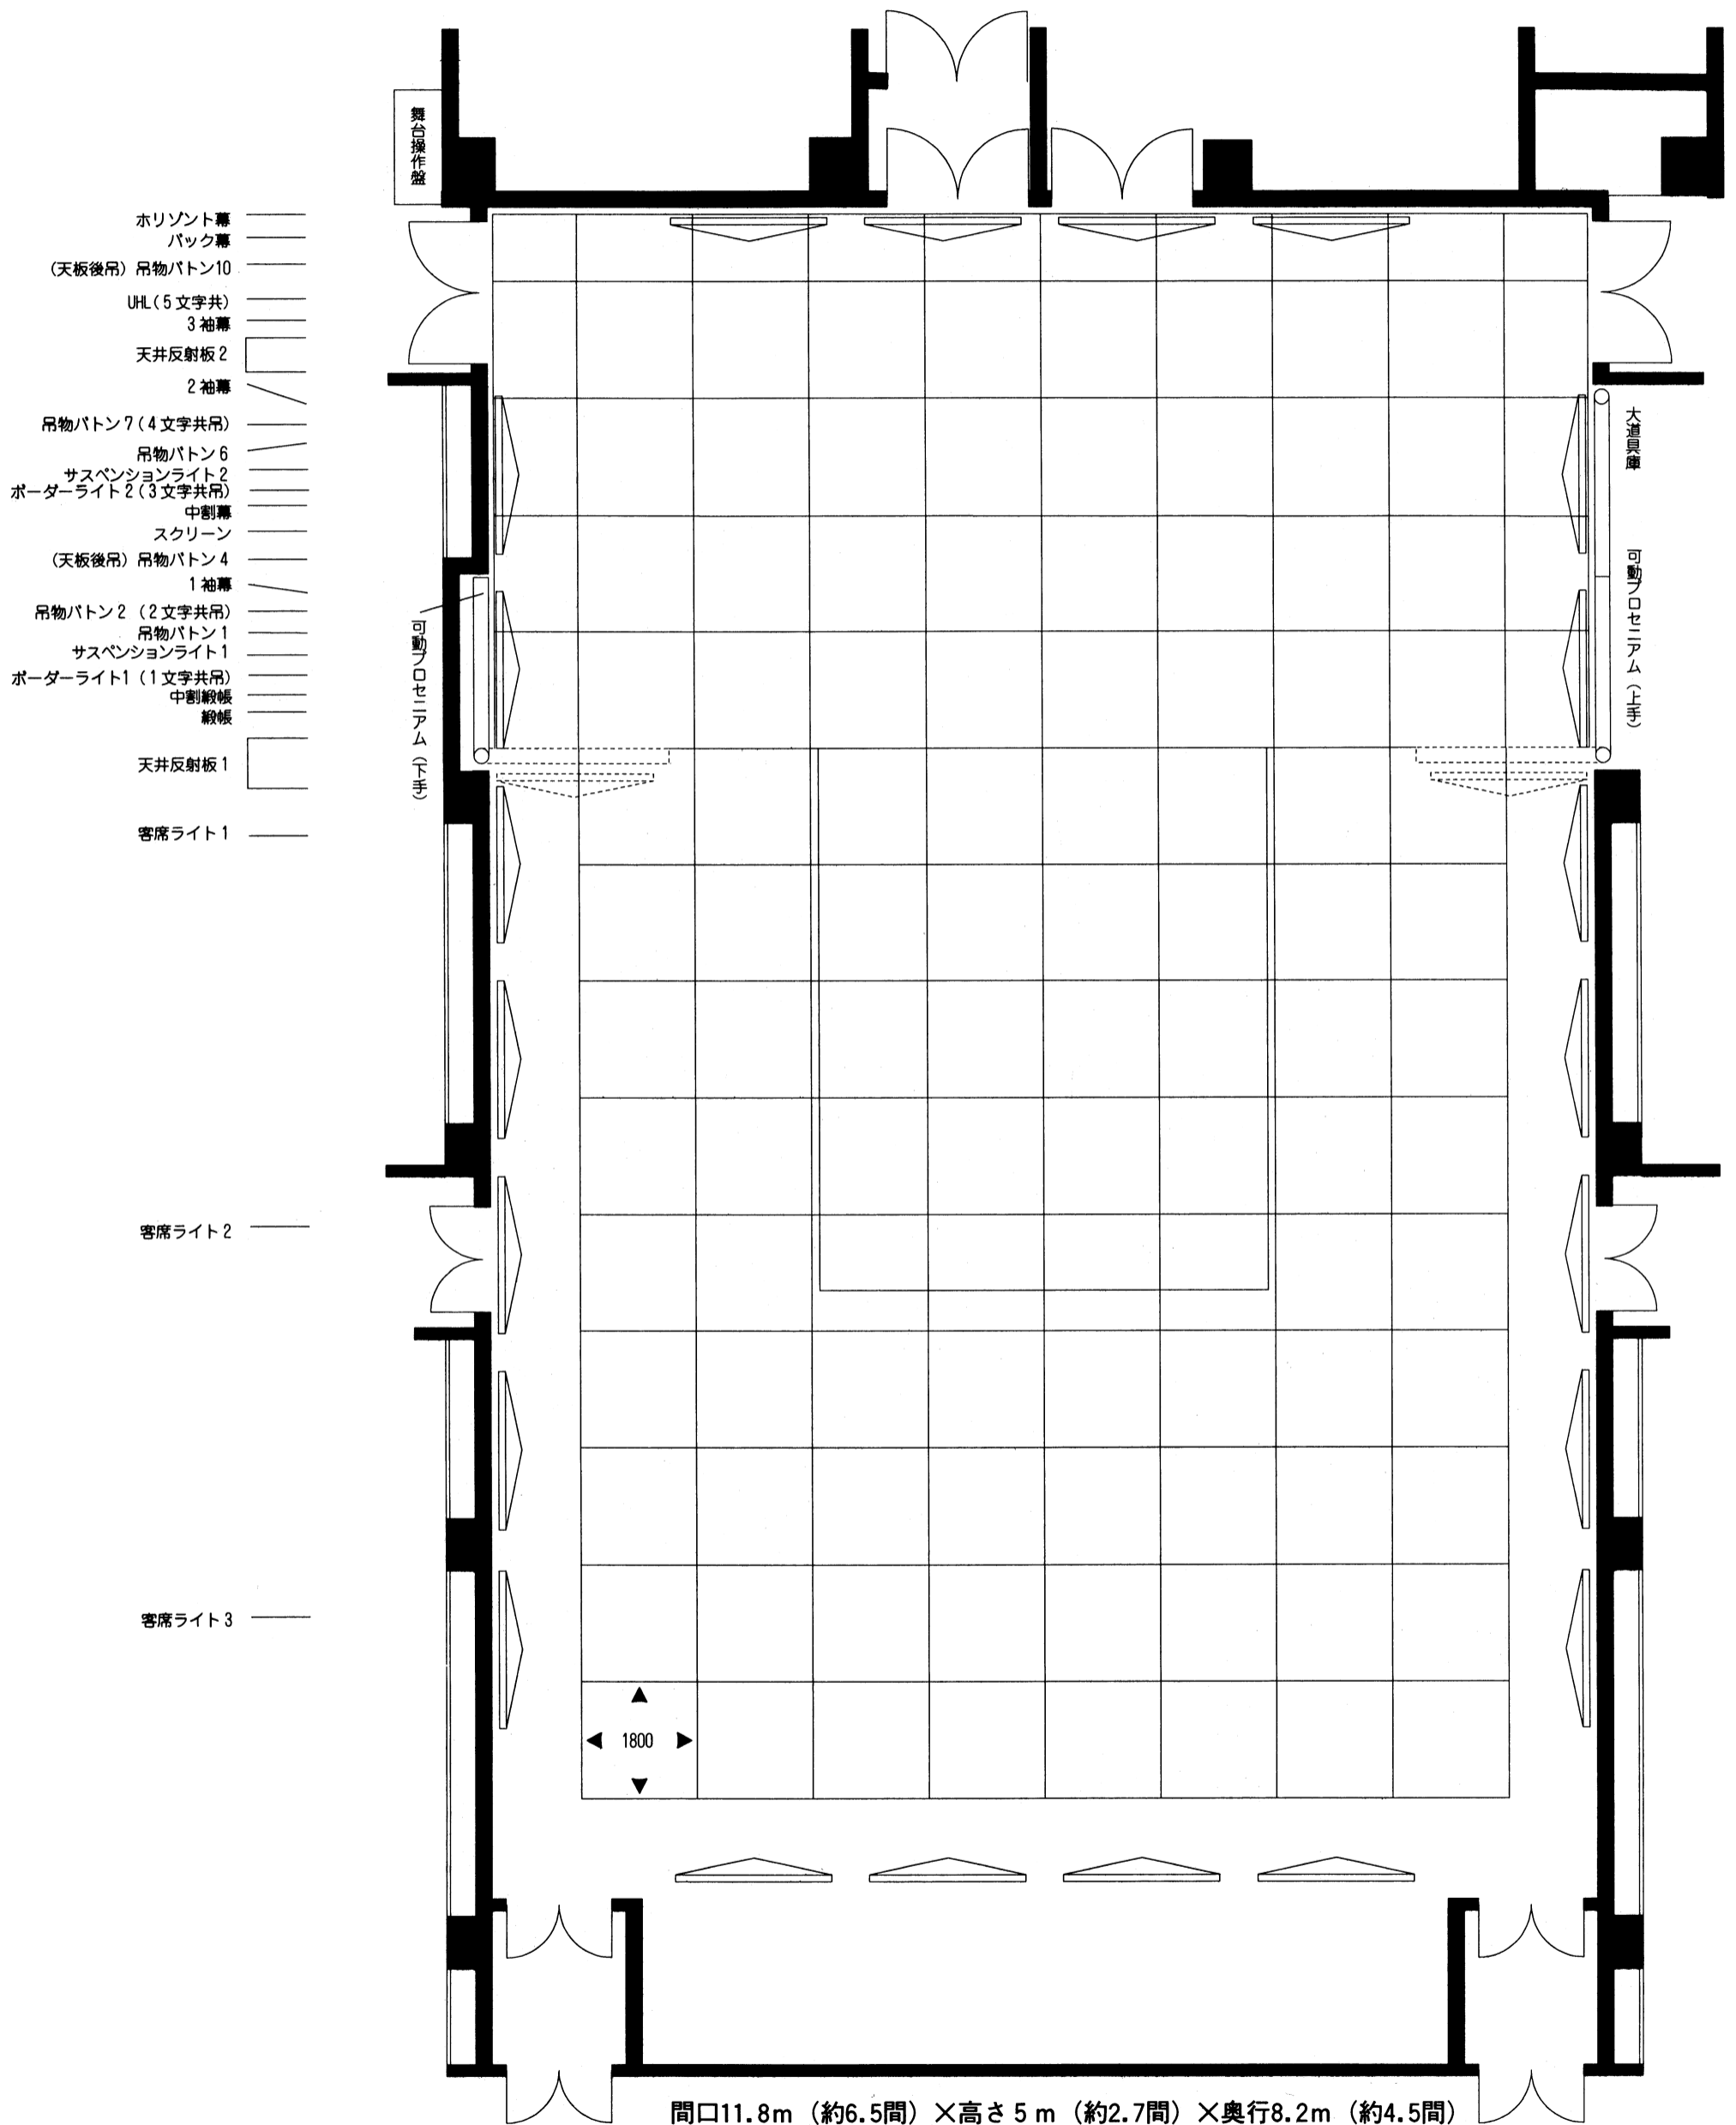 舞台操作盤
ホリゾント幕
バック幕
(天板後吊) 吊物バトン10
UHL(5文字共)
3袖幕
天井反射板2
2袖幕
吊物バトン7(4文字共吊)
吊物バトン6
サスペンションライト2
ボーダーライト2(3文字共吊)
中割幕
スクリーン
(天板後吊) 吊物バトン4
1袖幕
吊物バトン2 (2文字共吊)
吊物バトン1
サスペンションライト1
ボーダーライト1 (1文字共吊)
中割緞帳
緞帳
天井反射板1
客席ライト1
客席ライト2
客席ライト3
可動プロセニアム(下手)
大道具庫
可動プロセニアム(上手)
1800
間口11.8m (約6.5間) ×高さ5m (約2.7間) ×奥行8.2m (約4.5間)